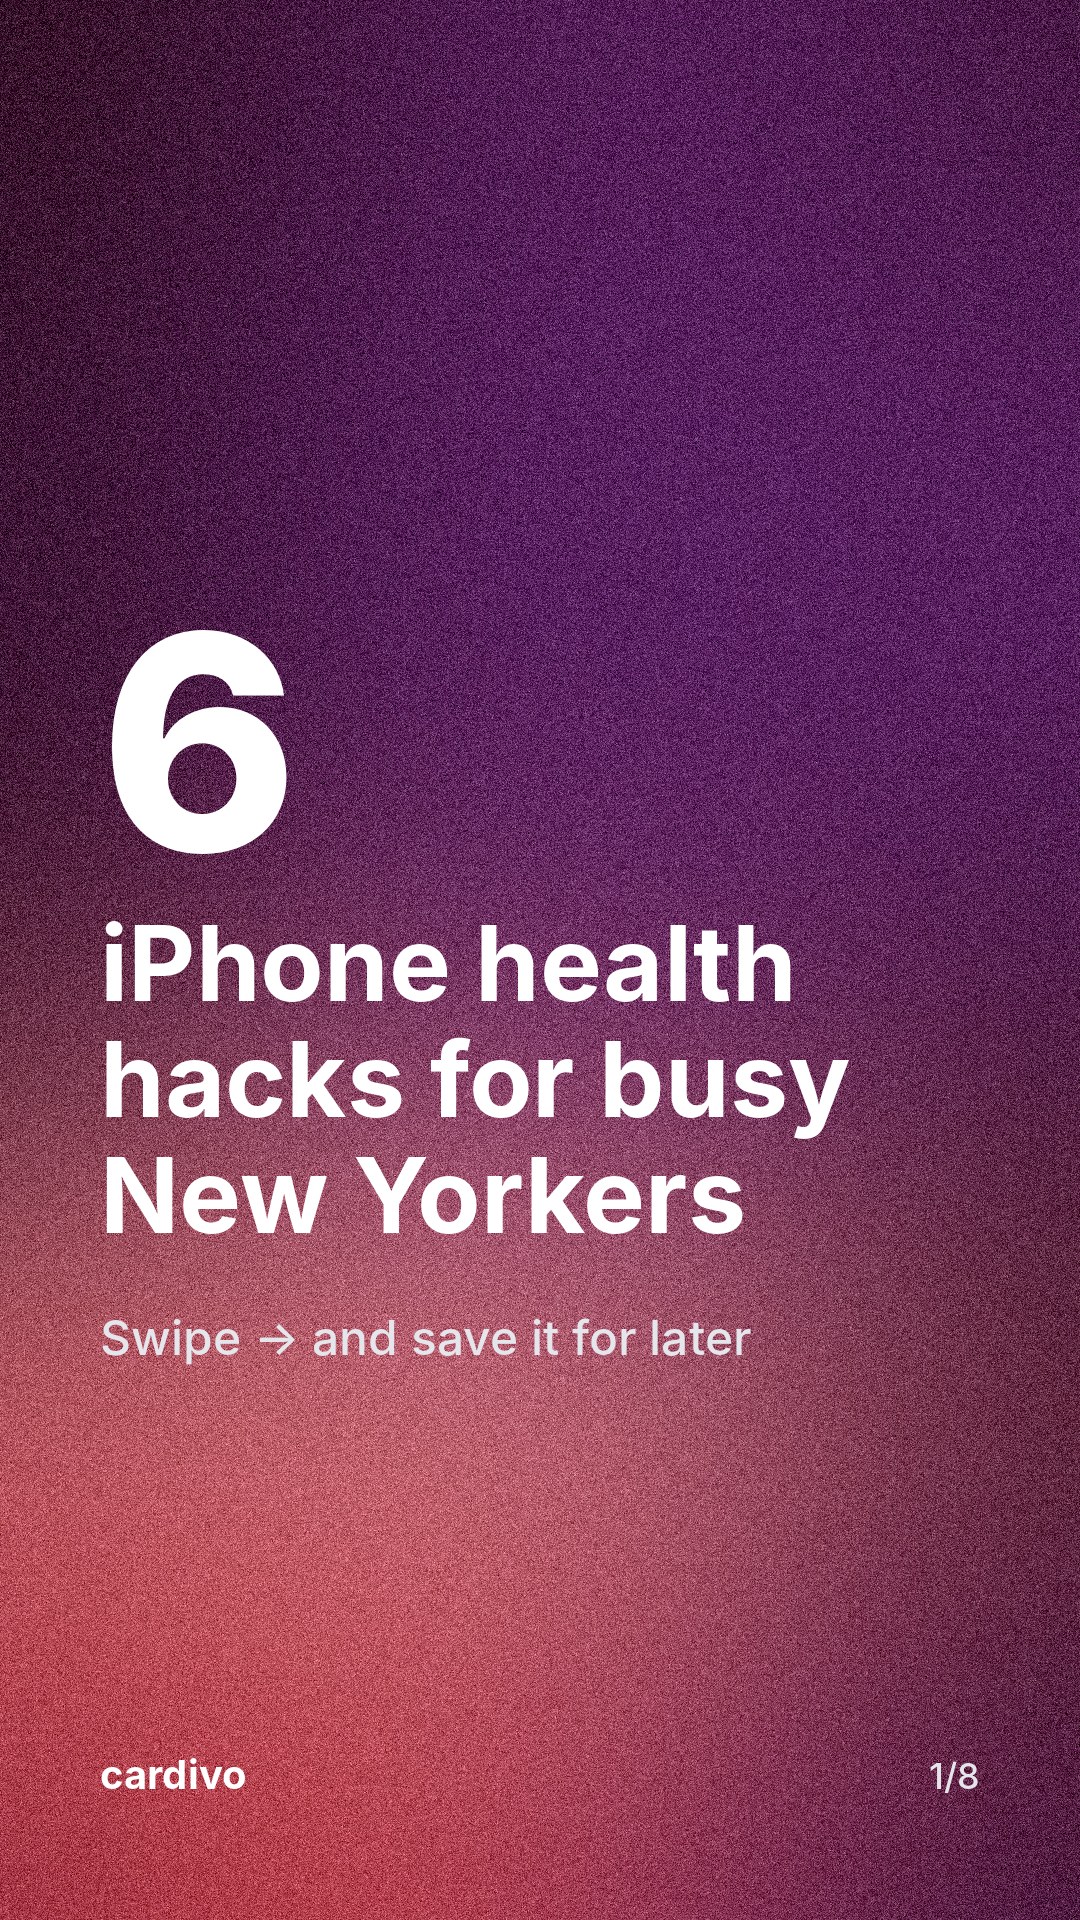 6
iPhone health
hacks for busy
New Yorkers
Swipe → and save it for later
cardivo
1/8